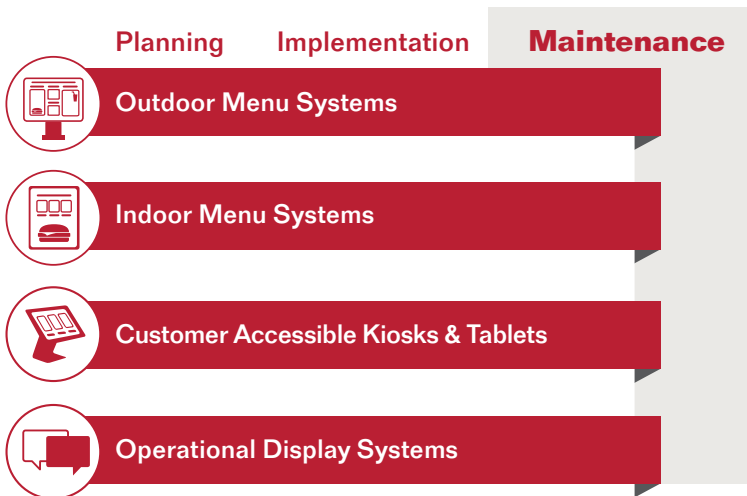 Planning Implementation Maintenance
Outdoor Menu Systems
Indoor Menu Systems
Customer Accessible Kiosks & Tablets
Operational Display Systems